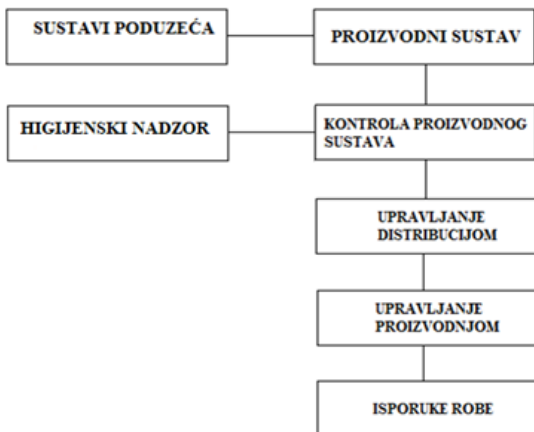 SUSTAVI PODUZEĆA
PROIZVODNI SUSTAV
HIGIJENSKI NADZOR
KONTROLA PROIZVODNOG
SUSTAVA
UPRAVLJANJE
DISTRIBUCIJOM
UPRAVLJANJE
PROIZVODNJOM
ISPORUKE ROBE